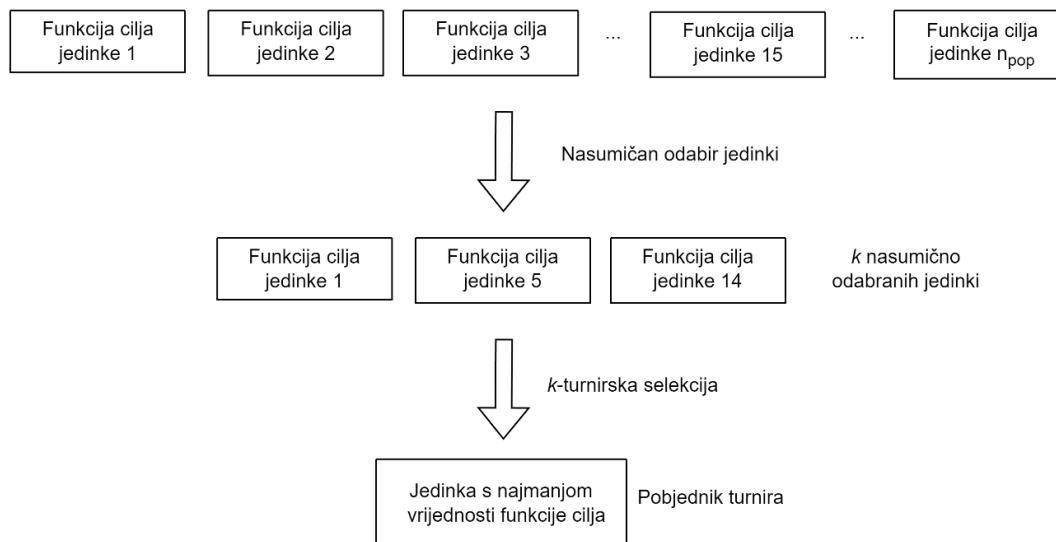 Funkcija cilja
jedinke 1
Funkcija cilja
jedinke 2
Funkcija cilja
jedinke 3
...
Funkcija cilja
jedinke 15
...
Funkcija cilja
jedinke n_pop
Nasumičan odabir jedinki
Funkcija cilja
jedinke 1
Funkcija cilja
jedinke 5
Funkcija cilja
jedinke 14
k nasumično
odabranih jedinki
k-turnirska selekcija
Jedinka s najmanjom
vrijednosti funkcije cilja
Pobjednik turnira